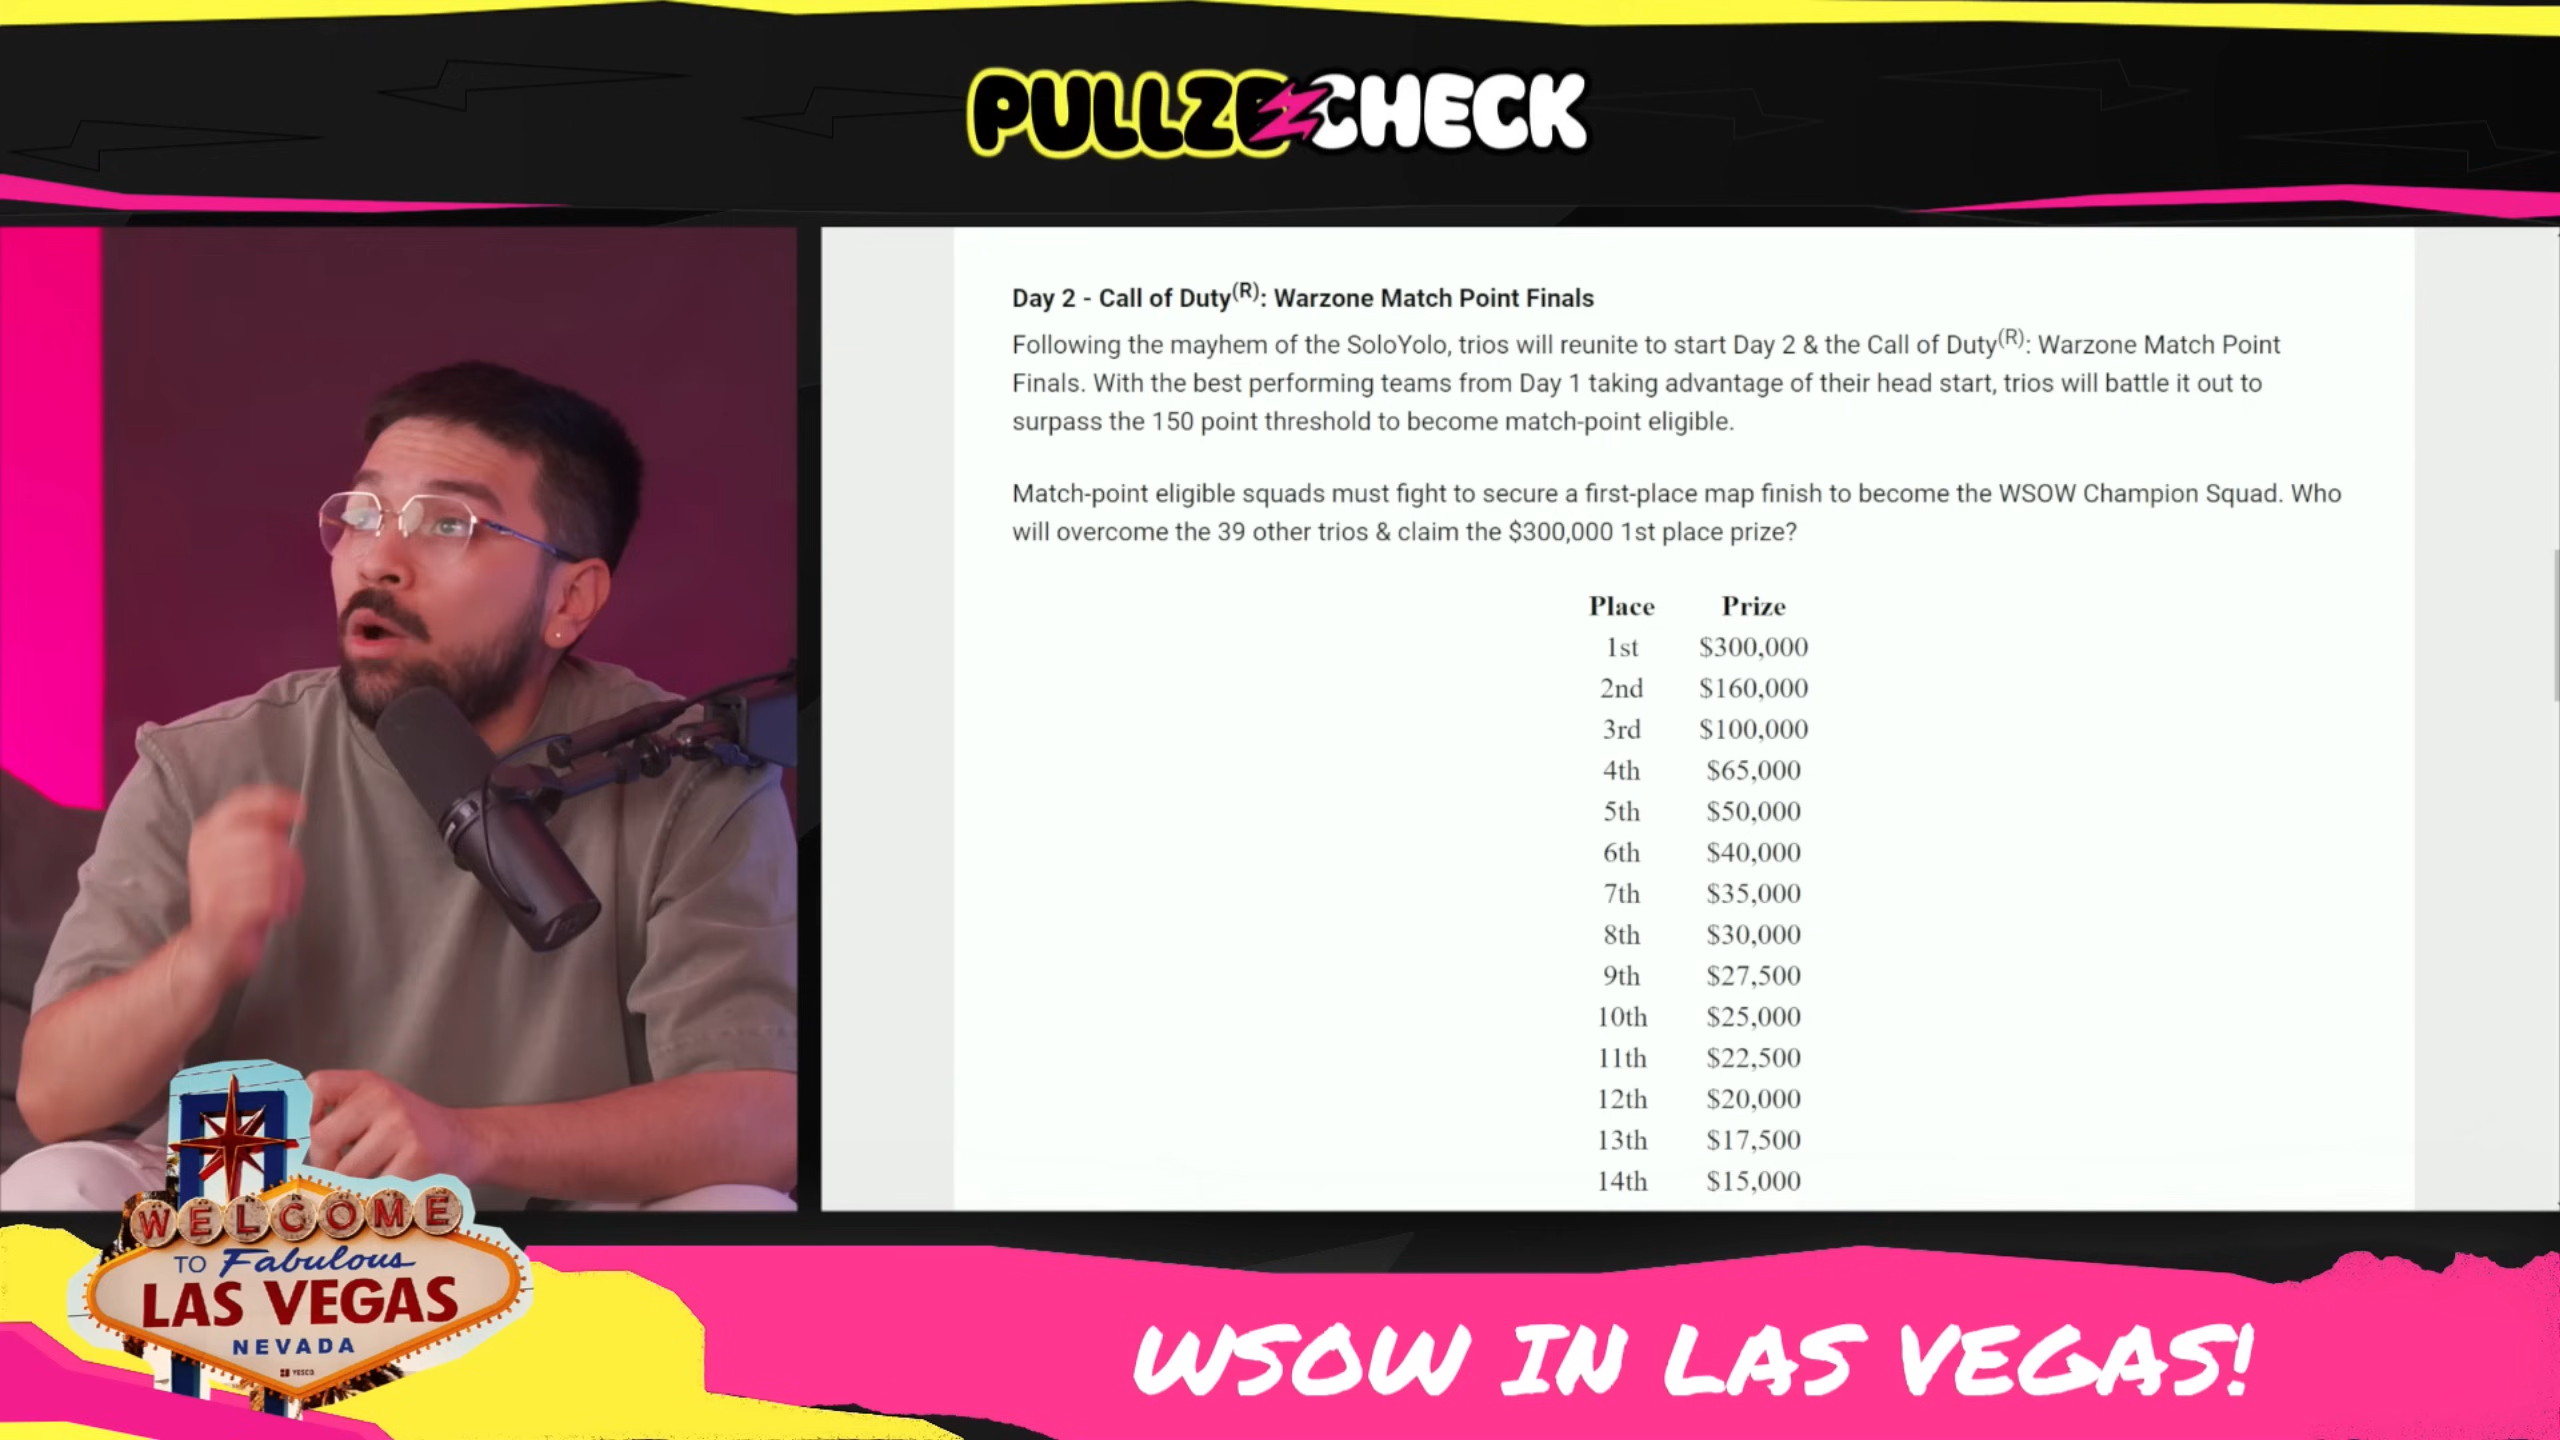 PULLZE CHECK
Day 2 - Call of Duty(R): Warzone Match Point Finals
Following the mayhem of the SoloYolo, trios will reunite to start Day 2 & the Call of Duty(R): Warzone Match Point
Finals. With the best performing teams from Day 1 taking advantage of their head start, trios will battle it out to
surpass the 150 point threshold to become match-point eligible.
Match-point eligible squads must fight to secure a first-place map finish to become the WSOW Champion Squad. Who
will overcome the 39 other trios & claim the $300,000 1st place prize?
Place Prize
1st $300,000
2nd $160,000
3rd $100,000
4th $65,000
5th $50,000
6th $40,000
7th $35,000
8th $30,000
9th $27,500
10th $25,000
11th $22,500
12th $20,000
13th $17,500
14th $15,000
WELCOME
TO Fabulous
LAS VEGAS
NEVADA
YESCO
WSOW IN LAS VEGAS!